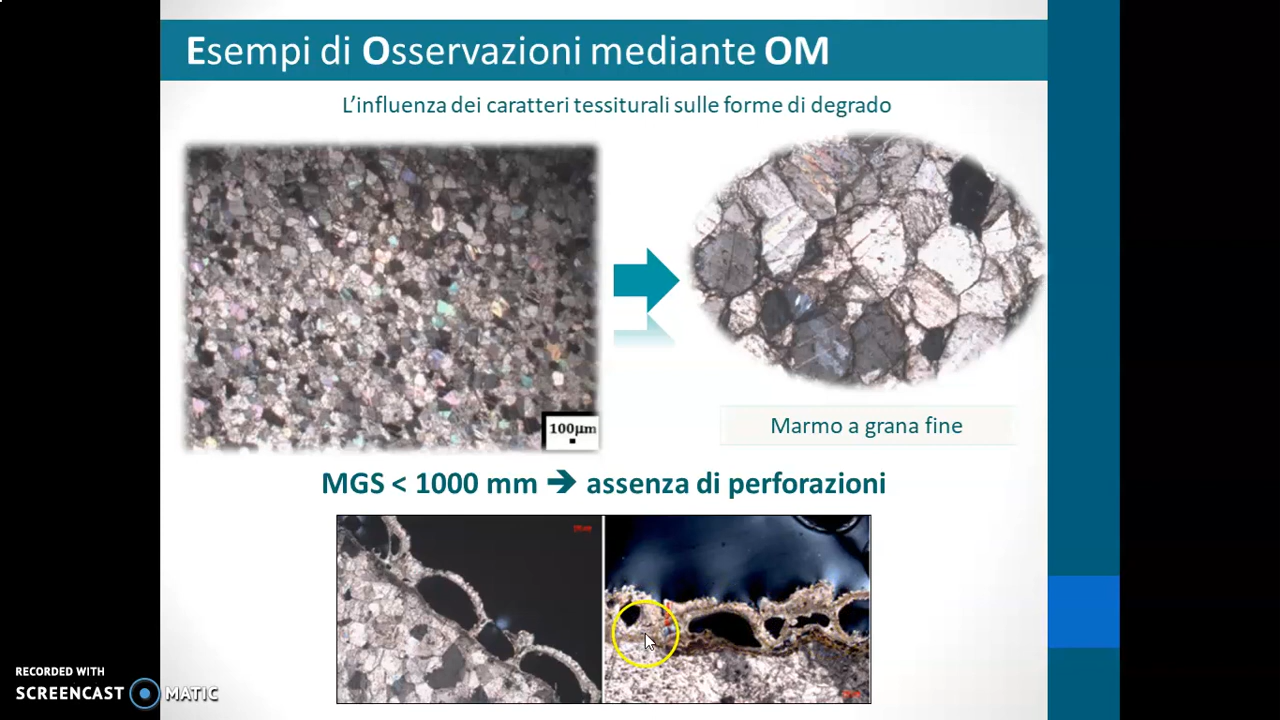 Esempi di Osservazioni mediante OM
L'influenza dei caratteri tessiturali sulle forme di degrado
100µm
Marmo a grana fine
MGS < 1000 mm ➔ assenza di perforazioni
RECORDED WITH
SCREENCAST MATIC